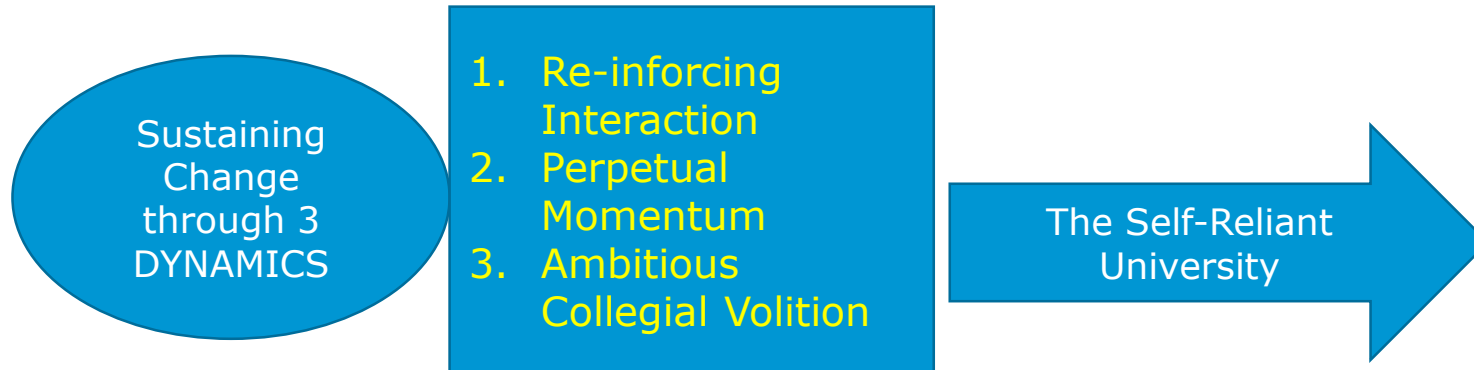 Sustaining
Change
through 3
DYNAMICS
1. Re-inforcing
Interaction
2. Perpetual
Momentum
3. Ambitious
Collegial Volition
The Self-Reliant
University